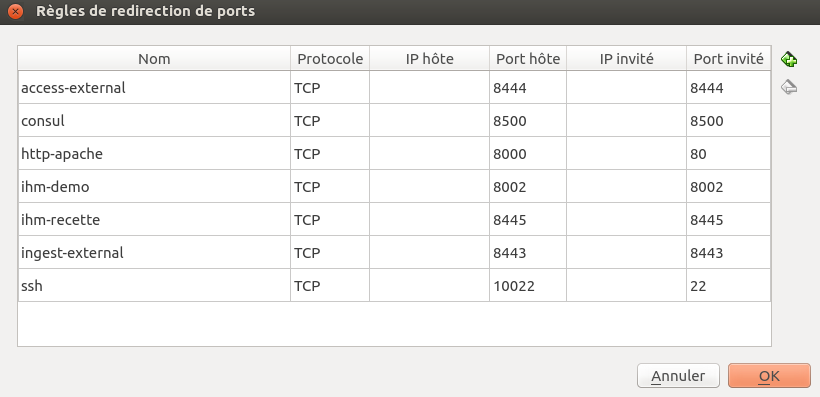 Règles de redirection de ports
Nom Protocole IP hôte Port hôte IP invité Port invité
access-external TCP 8444 8444
consul TCP 8500 8500
http-apache TCP 8000 80
ihm-demo TCP 8002 8002
ihm-recette TCP 8445 8445
ingest-external TCP 8443 8443
ssh TCP 10022 22
Annuler OK